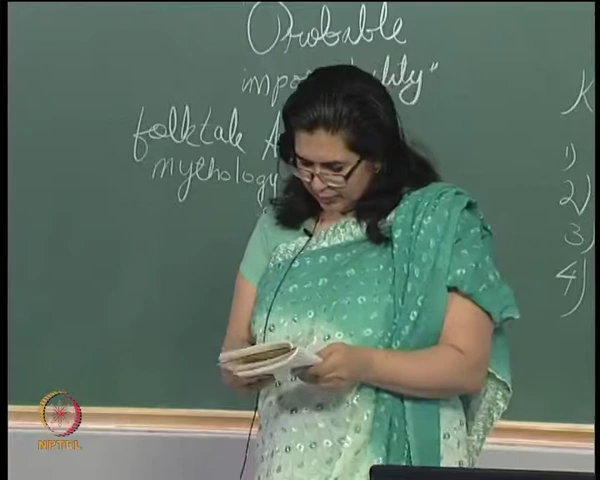 "Probable
impossibility"
folktale A
mythology
K
1)
2)
3)
4)
NPTEL